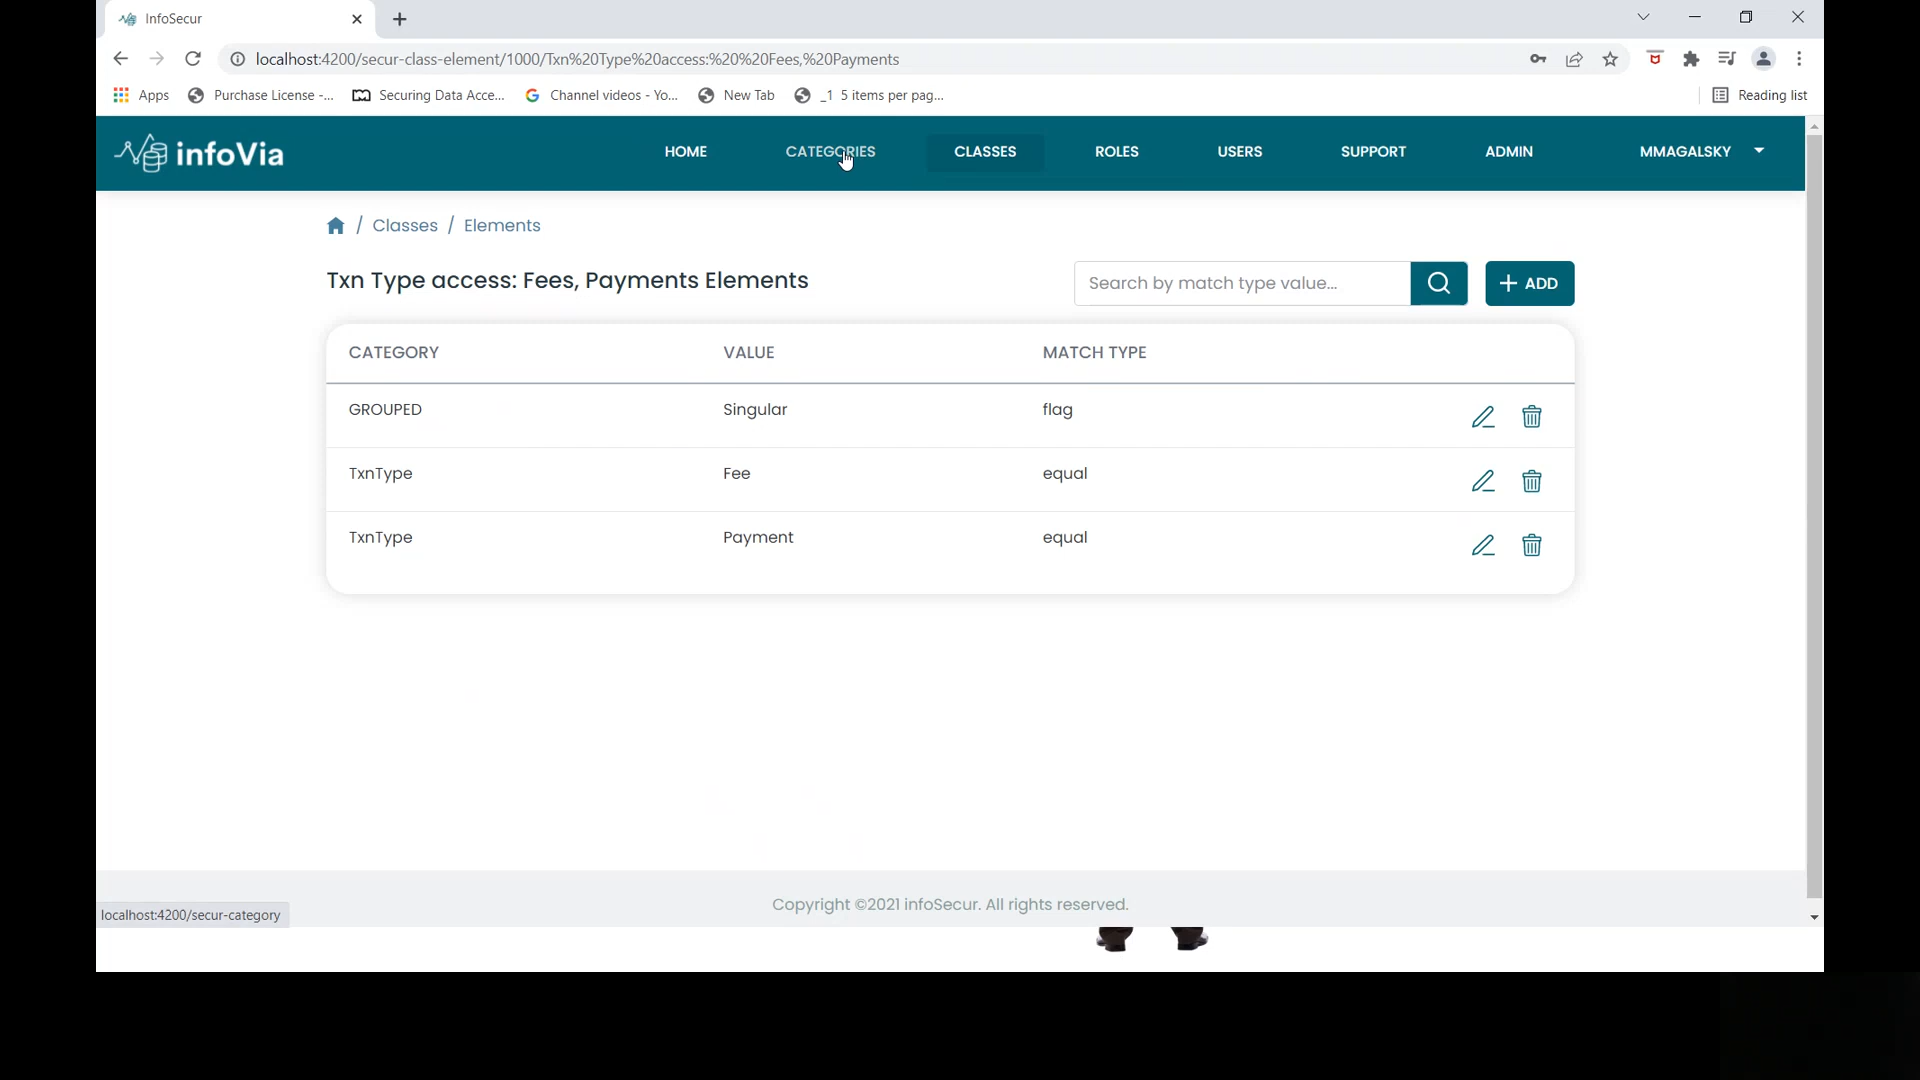 InfoSecur
localhost:4200/secur-class-element/1000/Txn%20Type%20access:%20%20Fees,%20Payments
Apps Purchase License -... Securing Data Acce... Channel videos - Yo... New Tab _1 5 items per pag... Reading list
infoVia HOME CATEGORIES CLASSES ROLES USERS SUPPORT ADMIN MMAGALSKY
/ Classes / Elements
Txn Type access: Fees, Payments Elements Search by match type value... + ADD
CATEGORY VALUE MATCH TYPE
GROUPED Singular flag
TxnType Fee equal
TxnType Payment equal
Copyright ©2021 infoSecur. All rights reserved.
localhost:4200/secur-category